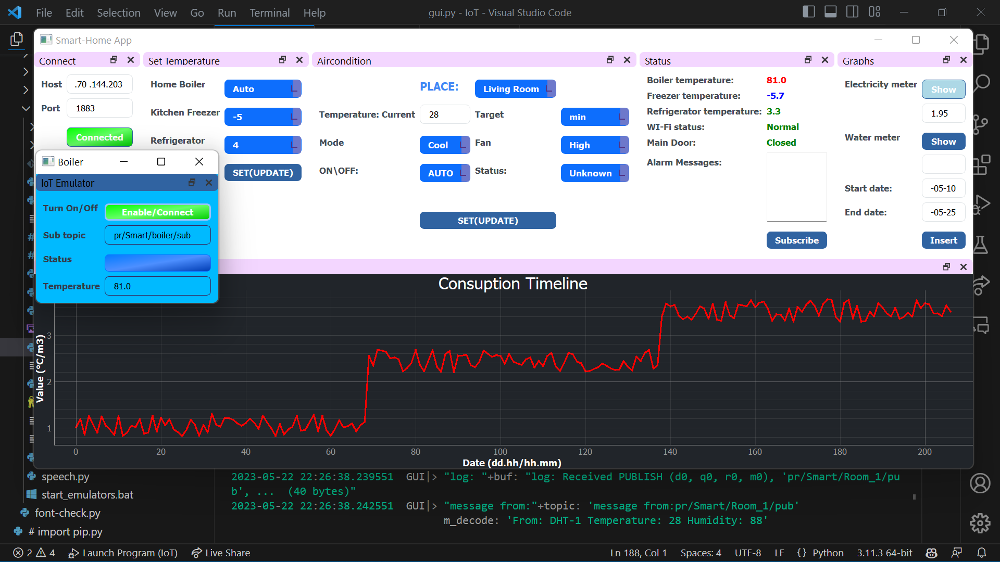 File Edit Selection View Go Run Terminal Help
gui.py - IoT - Visual Studio Code
Smart-Home App
Connect
Host .70 .144.203
Port 1883
Connected
Set Temperature
Home Boiler Auto
Kitchen Freezer -5
Refrigerator 4
SET(UPDATE)
Aircondition
PLACE: Living Room
Temperature: Current 28 Target min
Mode Cool Fan High
ON\OFF: AUTO Status: Unknown
SET(UPDATE)
Status
Boiler temperature: 81.0
Freezer temperature: -5.7
Refrigerator temperature: 3.3
WI-Fi status: Normal
Main Door: Closed
Alarm Messages:
Subscribe
Graphs
Electricity meter Show
1.95
Water meter Show
Start date: -05-10
End date: -05-25
Insert
Boiler
IoT Emulator
Turn On/Off Enable/Connect
Sub topic pr/Smart/boiler/sub
Status
Temperature 81.0
Consuption Timeline
Value (°C/m3)
3
2
1
0 20 40 60 80 100 120 140 160 180 200
Date (dd.hh/hh.mm)
speech.py
start_emulators.bat
font-check.py
# import pip.py
2023-05-22 22:26:38.239551 GUI|> "log: "+buf: "log: Received PUBLISH (d0, q0, r0, m0), 'pr/Smart/Room_1/pu
b', ... (40 bytes)"
2023-05-22 22:26:38.242551 GUI|> "message from:"+topic: 'message from:pr/Smart/Room_1/pub'
m_decode: 'From: DHT-1 Temperature: 28 Humidity: 88'
2 4 Launch Program (IoT) Live Share
Ln 188, Col 1 Spaces: 4 UTF-8 LF {} Python 3.11.3 64-bit